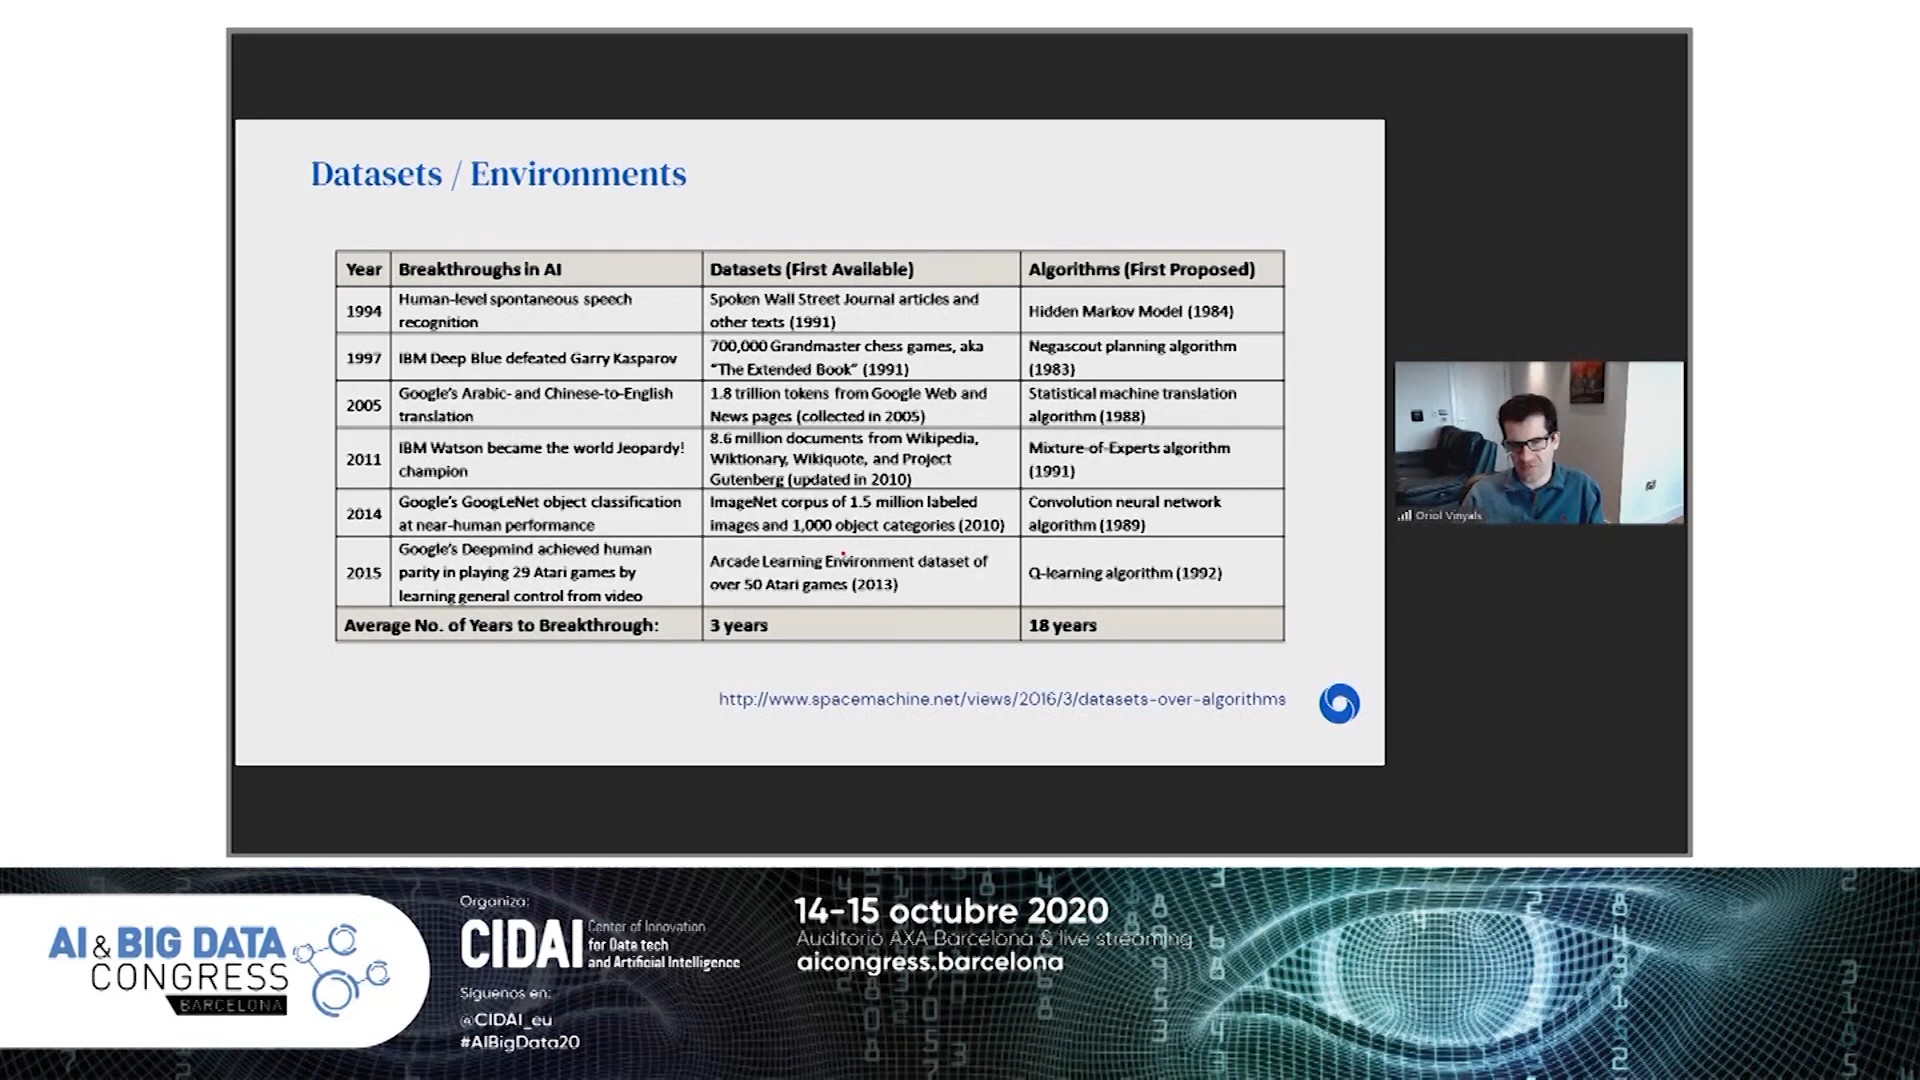 Datasets / Environments
Year Breakthroughs in AI Datasets (First Available) Algorithms (First Proposed)
1994 Human-level spontaneous speech recognition Spoken Wall Street Journal articles and other texts (1991) Hidden Markov Model (1984)
1997 IBM Deep Blue defeated Garry Kasparov 700,000 Grandmaster chess games, aka "The Extended Book" (1991) Negascout planning algorithm (1983)
2005 Google's Arabic- and Chinese-to-English translation 1.8 trillion tokens from Google Web and News pages (collected in 2005) Statistical machine translation algorithm (1988)
2011 IBM Watson became the world Jeopardy! champion 8.6 million documents from Wikipedia, Wiktionary, Wikiquote, and Project Gutenberg (updated in 2010) Mixture-of-Experts algorithm (1991)
2014 Google's GoogLeNet object classification at near-human performance ImageNet corpus of 1.5 million labeled images and 1,000 object categories (2010) Convolution neural network algorithm (1989)
2015 Google's Deepmind achieved human parity in playing 29 Atari games by learning general control from video Arcade Learning Environment dataset of over 50 Atari games (2013) Q-learning algorithm (1992)
Average No. of Years to Breakthrough: 3 years 18 years
http://www.spacemachine.net/views/2016/3/datasets-over-algorithms
Oriol Vinyals
AI & BIG DATA
CONGRESS
BARCELONA
Organiza:
CIDAI
Center of Innovation
for Data tech
and Artificial Intelligence
Síguenos en:
@CIDAI_eu
#AIBigData20
14-15 octubre 2020
Auditorio AXA Barcelona & live streaming
aicongress.barcelona